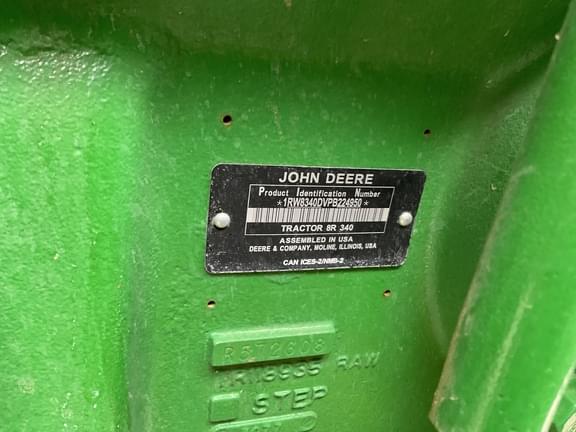 JOHN DEERE
Product Identification Number
*1RW8340DVPB224950*
TRACTOR 8R 340
ASSEMBLED IN USA
DEERE & COMPANY, MOLINE, ILLINOIS, USA
CAN ICES-2/NMB-2
RAW
STEP